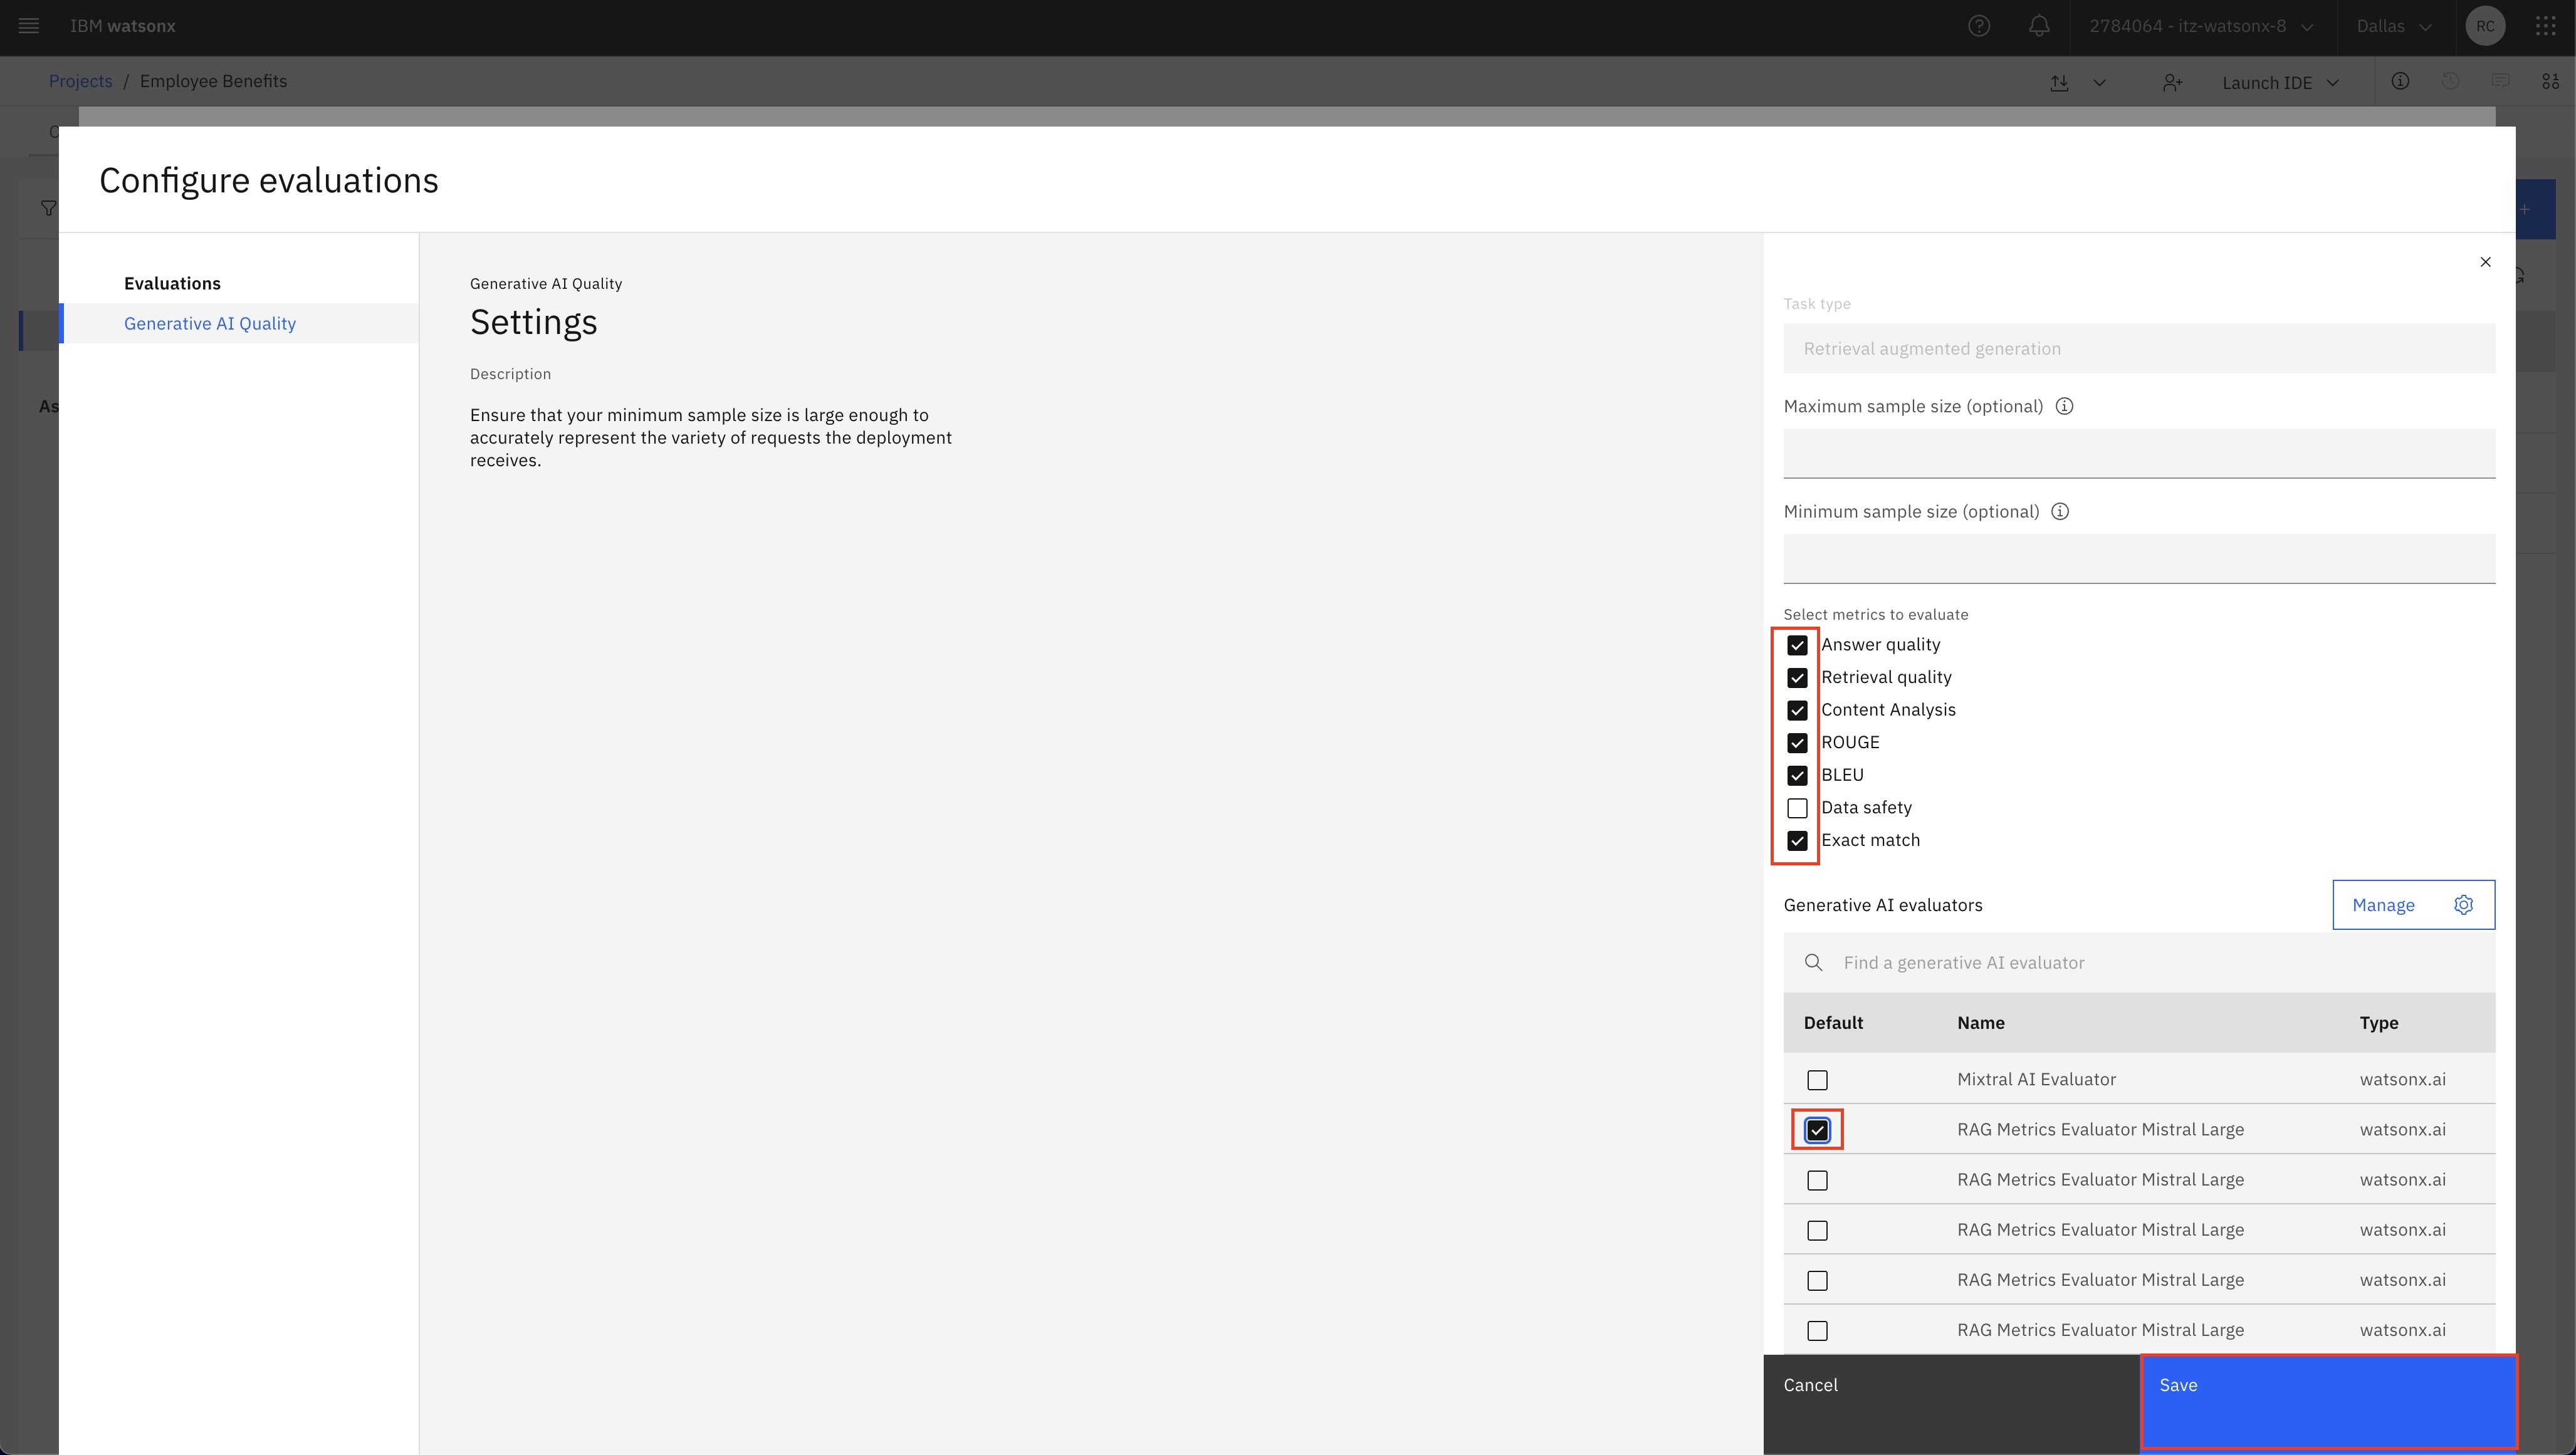 IBM watsonx
2784064 - itz-watsonx-8
Dallas
RC
Projects / Employee Benefits
Launch IDE
Configure evaluations
Evaluations
Generative AI Quality
As
Generative AI Quality
Settings
Description
Ensure that your minimum sample size is large enough to
accurately represent the variety of requests the deployment
receives.
Task type
Retrieval augmented generation
Maximum sample size (optional)
Minimum sample size (optional)
Select metrics to evaluate
Answer quality
Retrieval quality
Content Analysis
ROUGE
BLEU
Data safety
Exact match
Generative AI evaluators
Manage
Find a generative AI evaluator
Default Name Type
Mixtral AI Evaluator watsonx.ai
RAG Metrics Evaluator Mistral Large watsonx.ai
RAG Metrics Evaluator Mistral Large watsonx.ai
RAG Metrics Evaluator Mistral Large watsonx.ai
RAG Metrics Evaluator Mistral Large watsonx.ai
RAG Metrics Evaluator Mistral Large watsonx.ai
Cancel
Save